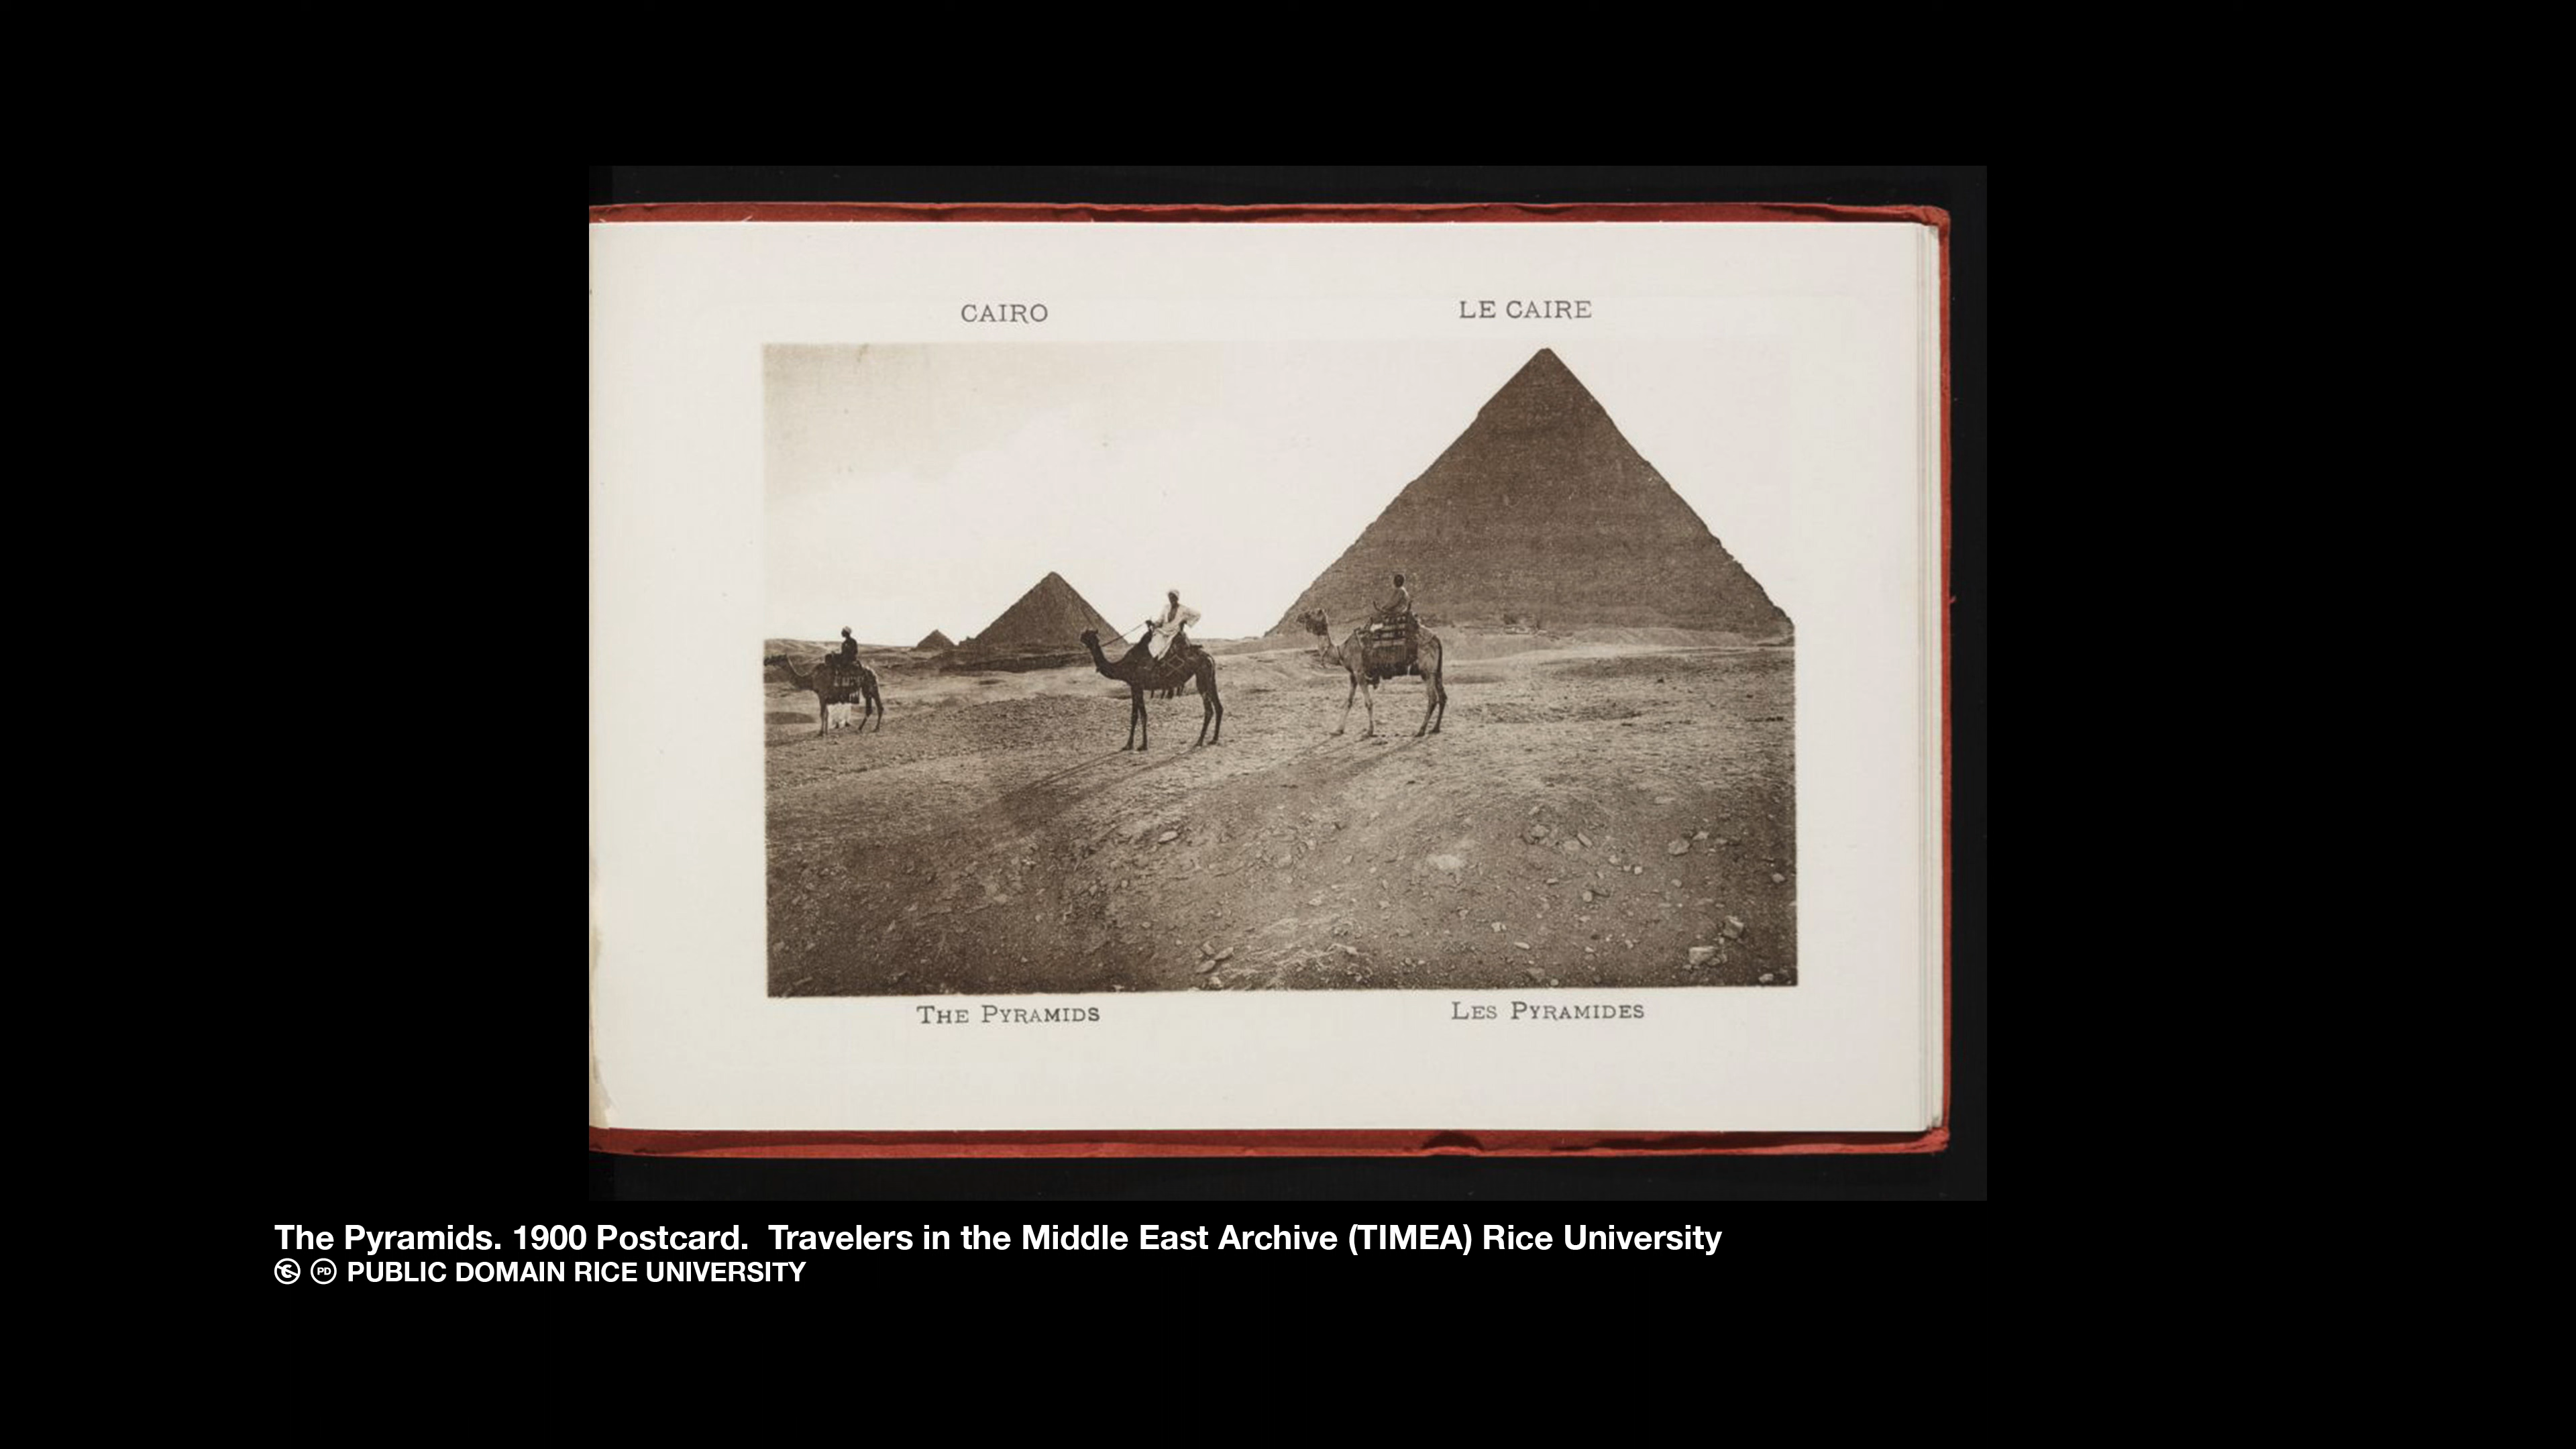 CAIRO
LE CAIRE
THE PYRAMIDS
LES PYRAMIDES
The Pyramids. 1900 Postcard.  Travelers in the Middle East Archive (TIMEA) Rice University
PD PUBLIC DOMAIN RICE UNIVERSITY